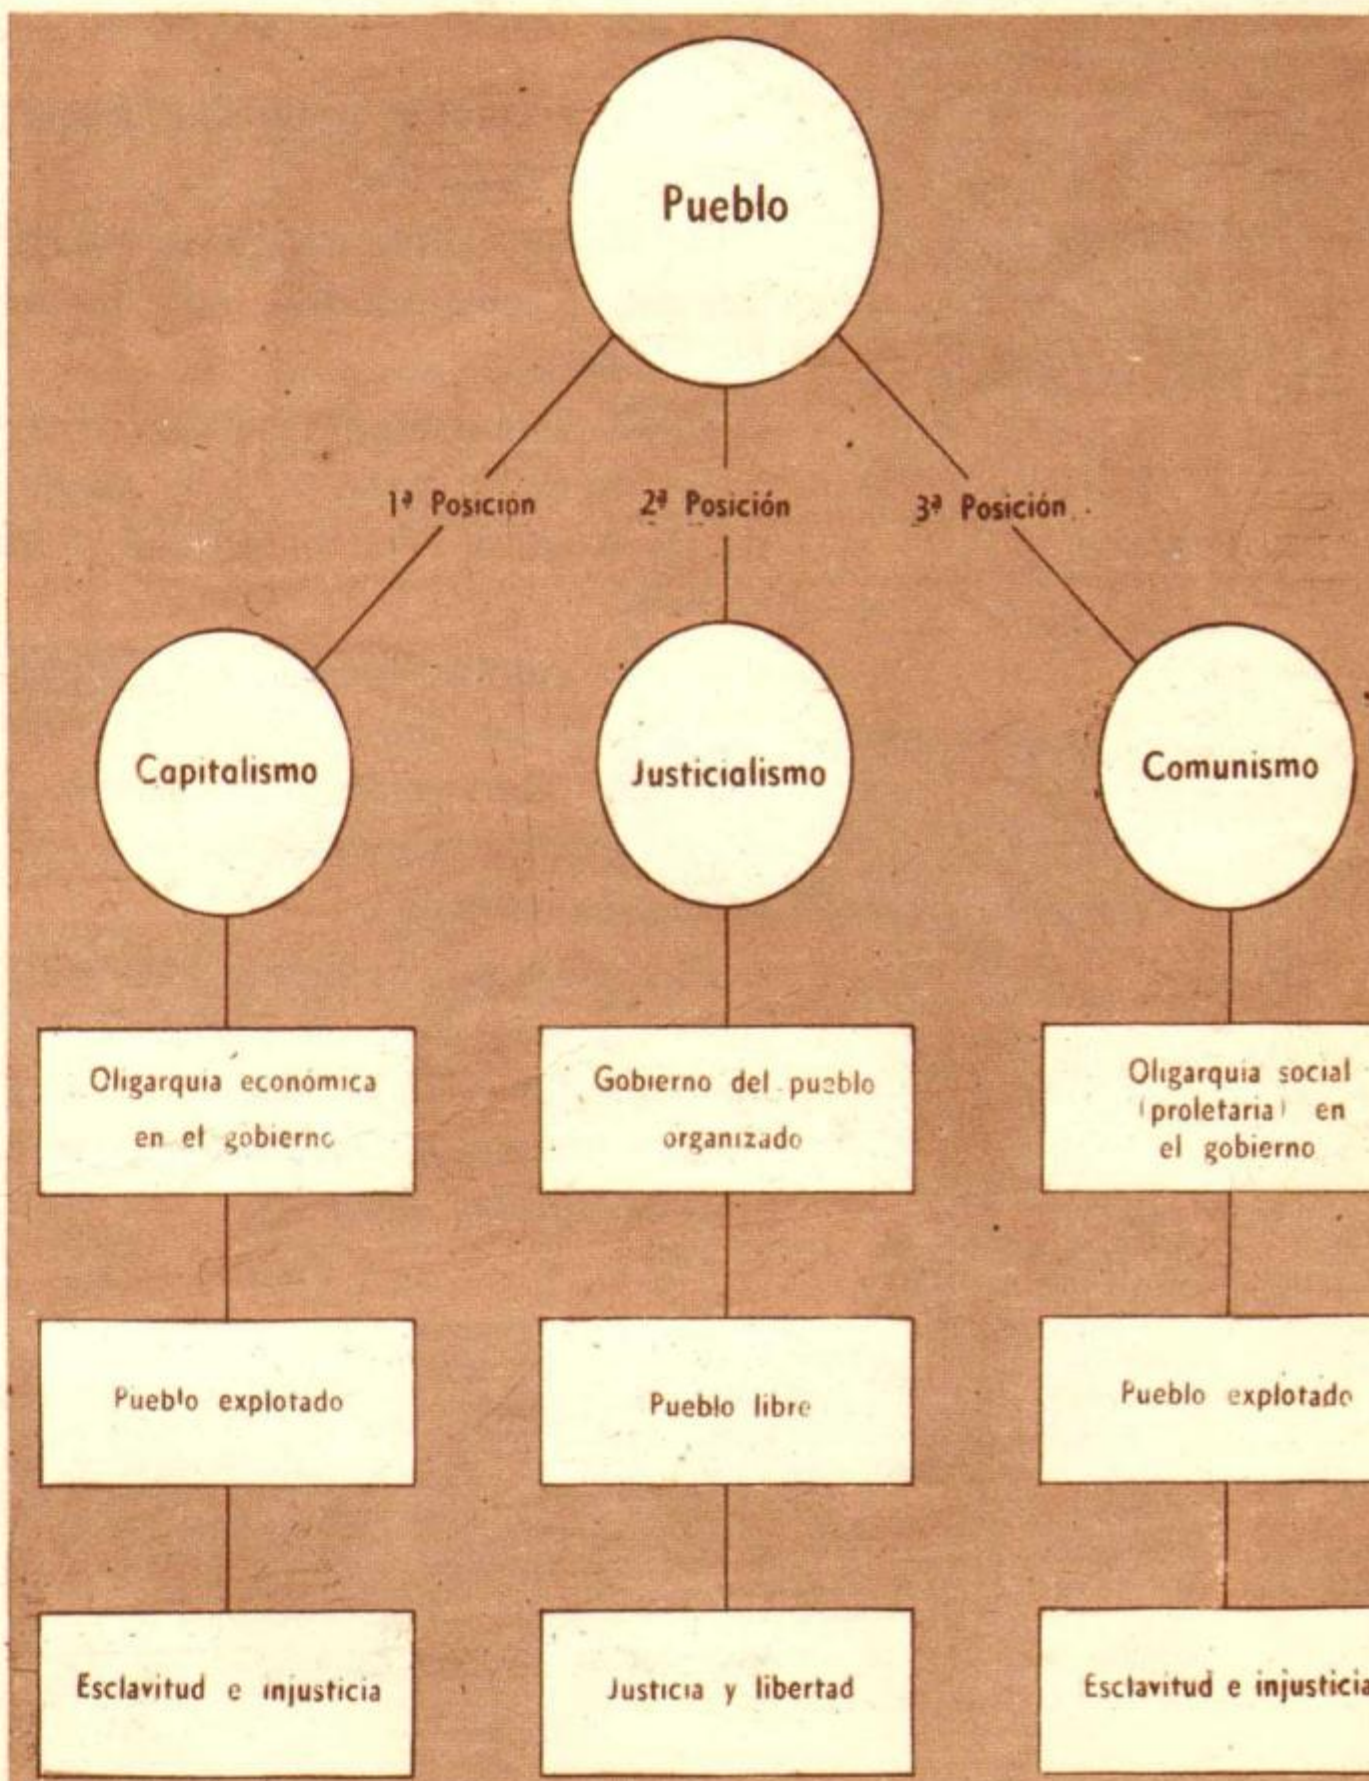 Pueblo
1ª Posicion
2ª Posición
3ª Posición
Capitalismo
Justicialismo
Comunismo
Oligarquia económica
en el gobierno
Gobierno del pueblo
organizado
Oligarquia social
(proletaria) en
el gobierno
Pueblo explotado
Pueblo libre
Pueblo explotado
Esclavitud e injusticia
Justicia y libertad
Esclavitud e injusticia